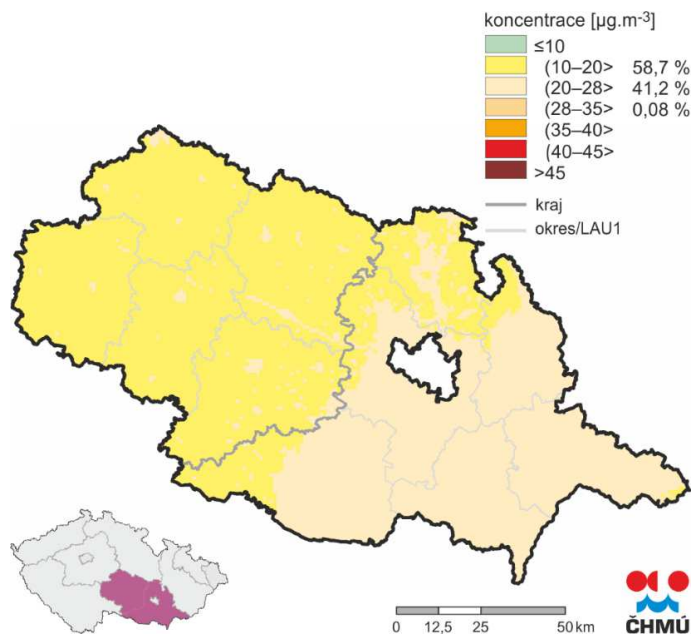 koncentrace [µg.m-³]
≤10
(10–20> 58,7 %
(20–28> 41,2 %
(28–35> 0,08 %
(35–40>
(40–45>
>45
kraj
okres/LAU1
0 12,5 25 50 km
ČHMÚ